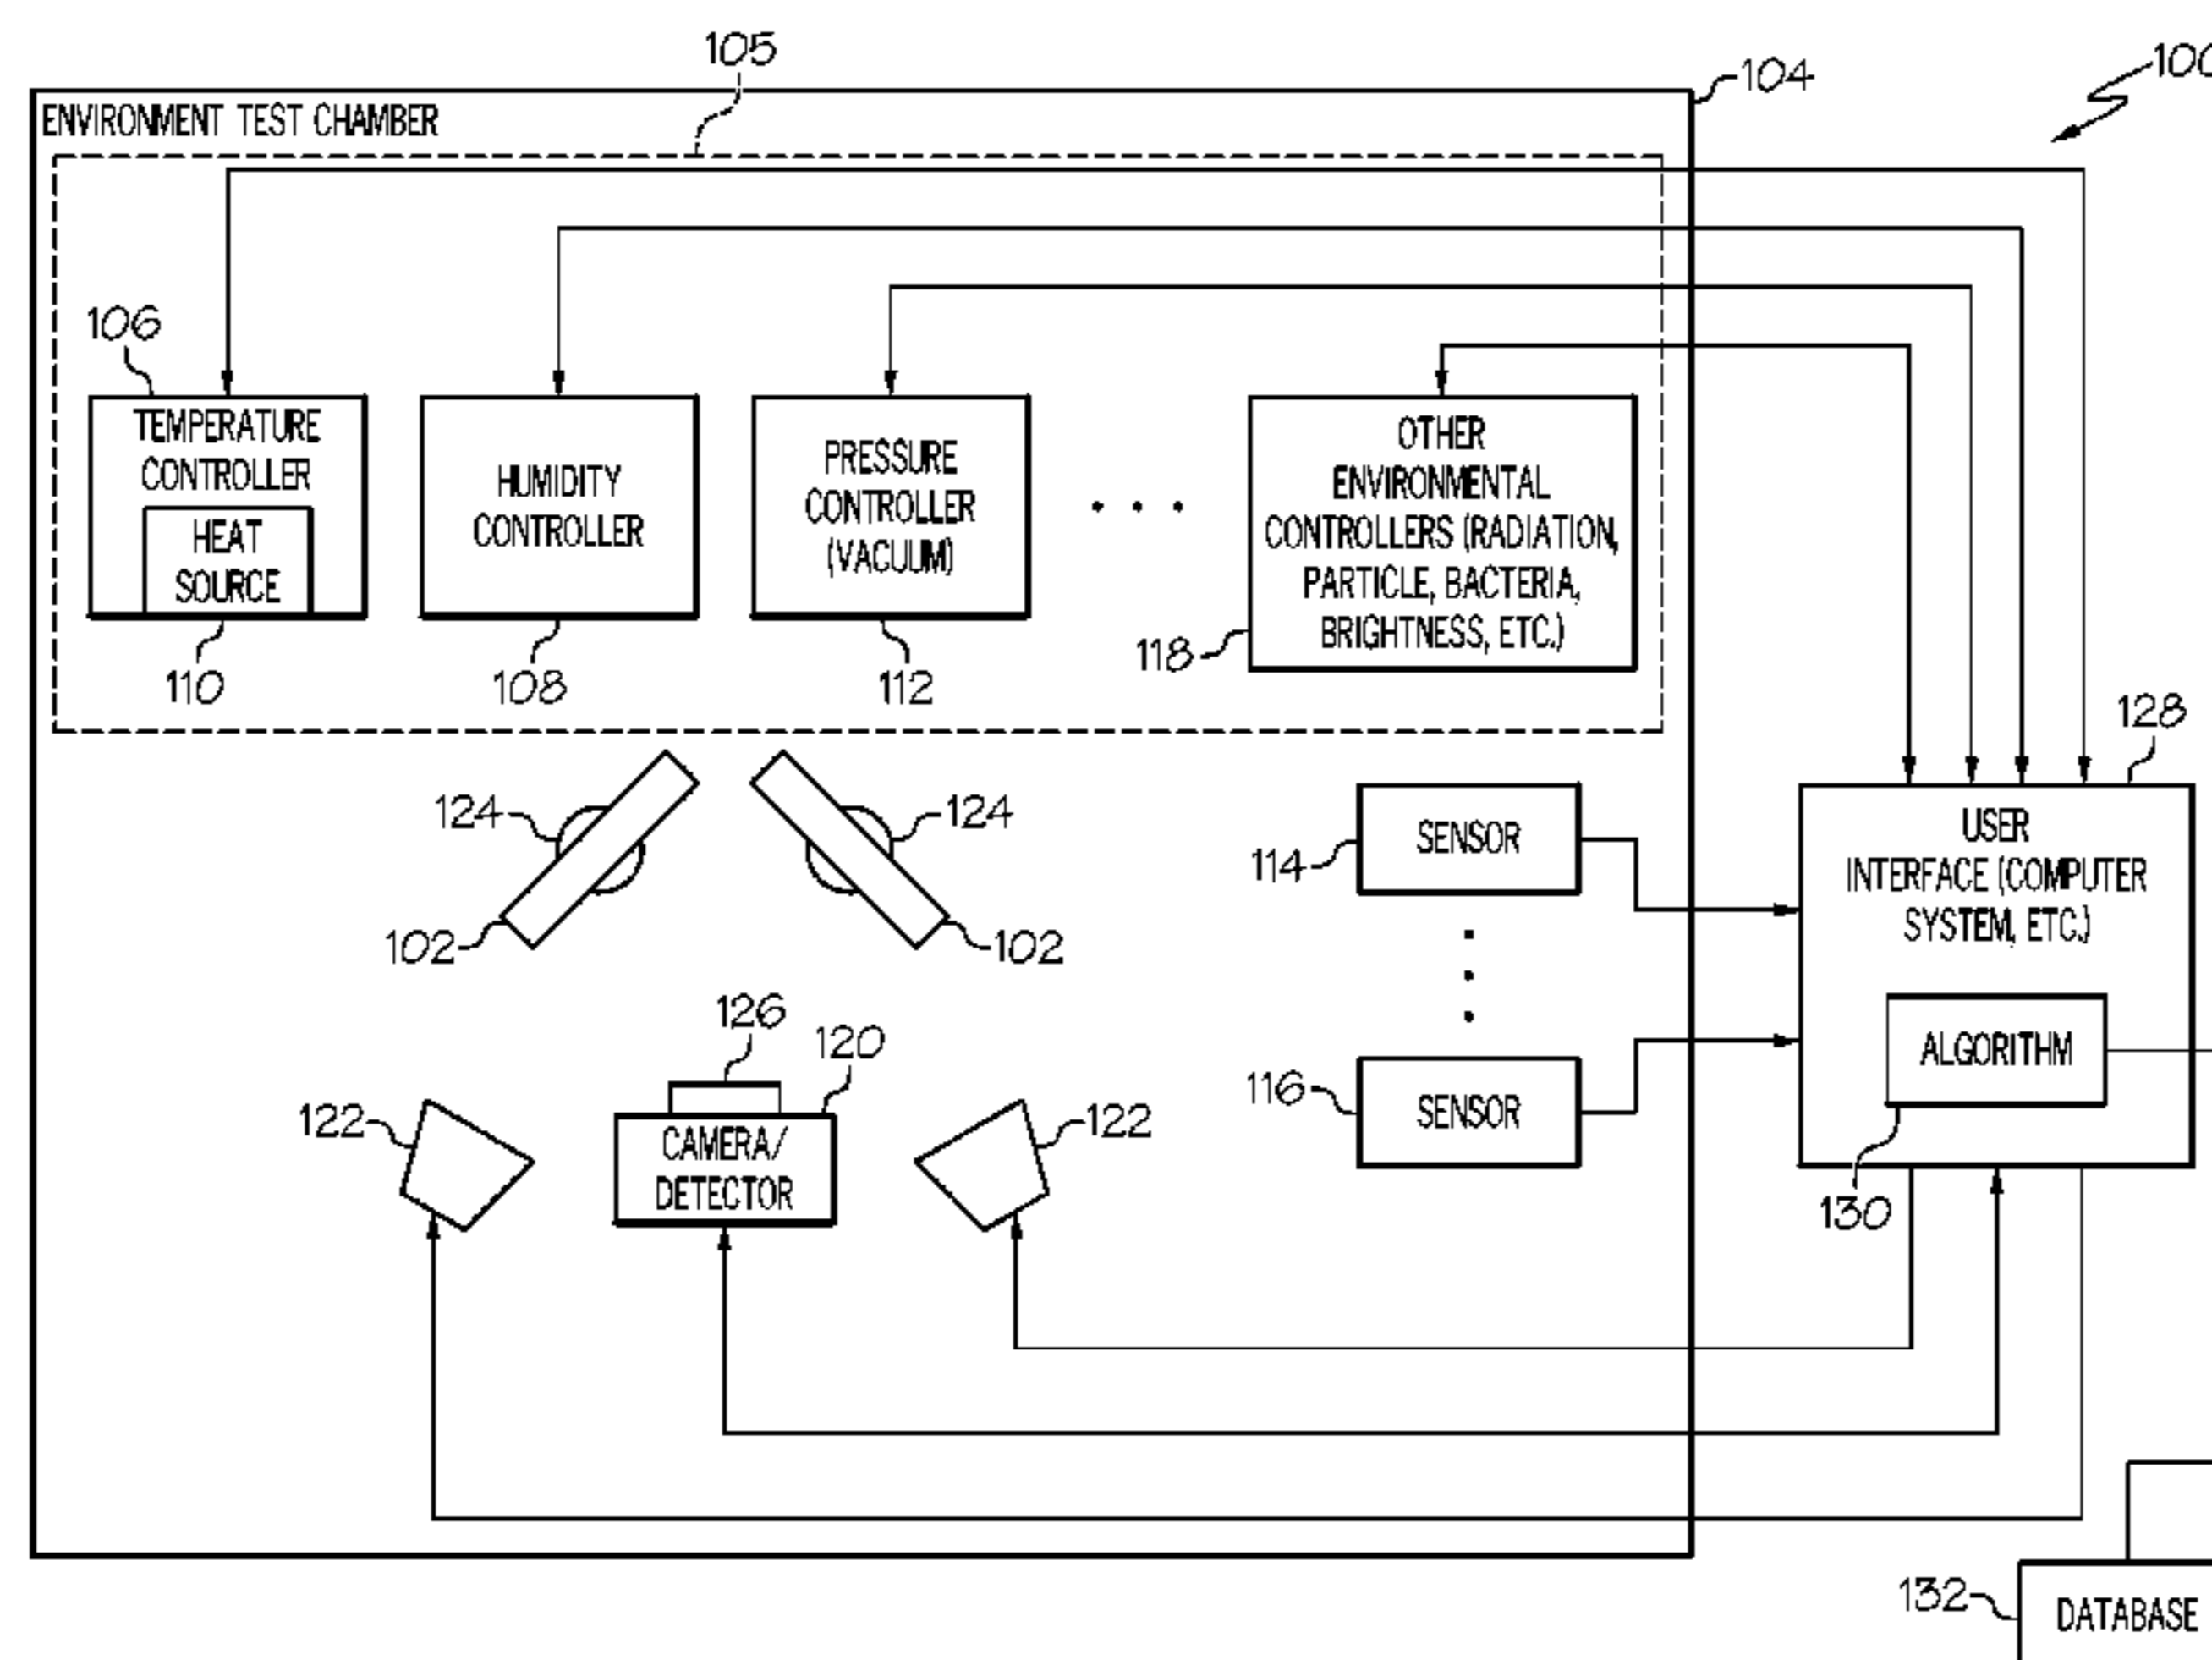 105
104
ENVIRONMENT TEST CHAMBER
106
TEMPERATURE
CONTROLLER
HEAT
SOURCE
110
HUMIDITY
CONTROLLER
108
PRESSURE
CONTROLLER
(VACUUM)
112
. . .
OTHER
ENVIRONMENTAL
CONTROLLERS (RADIATION,
PARTICLE, BACTERIA,
BRIGHTNESS, ETC.)
118
128
124
124
102
102
SENSOR
114
USER
INTERFACE (COMPUTER
SYSTEM, ETC.)
126
120
ALGORITHM
116
SENSOR
122
CAMERA/
DETECTOR
122
130
132
DATABASE